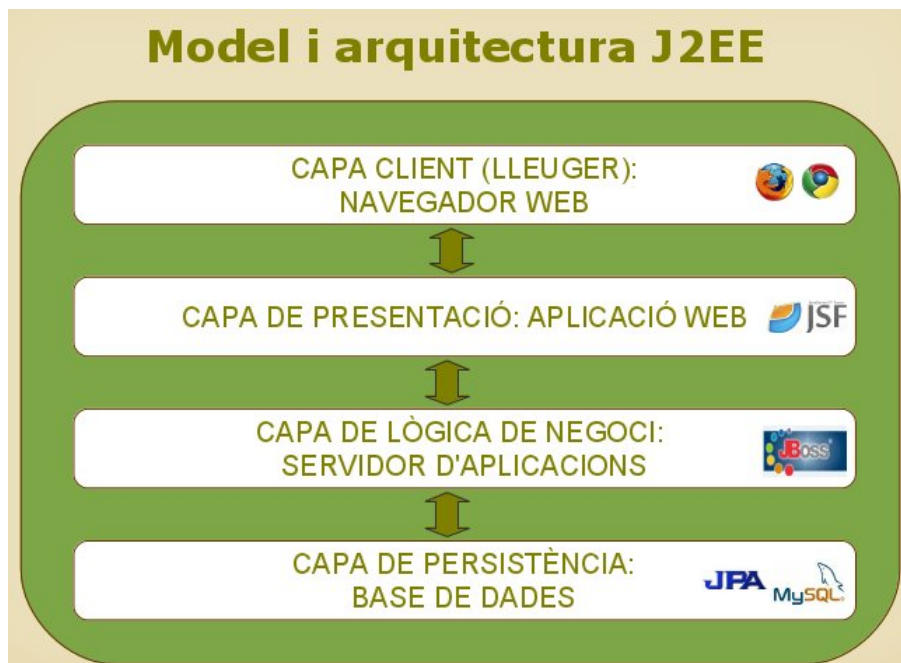 Model i arquitectura J2EE
CAPA CLIENT (LLEUGER):
NAVEGADOR WEB
CAPA DE PRESENTACIÓ: APLICACIÓ WEB
JSF
CAPA DE LÒGICA DE NEGOCI:
SERVIDOR D'APLICACIONS
JBoss
CAPA DE PERSISTÈNCIA:
BASE DE DADES
JPA
MySQL